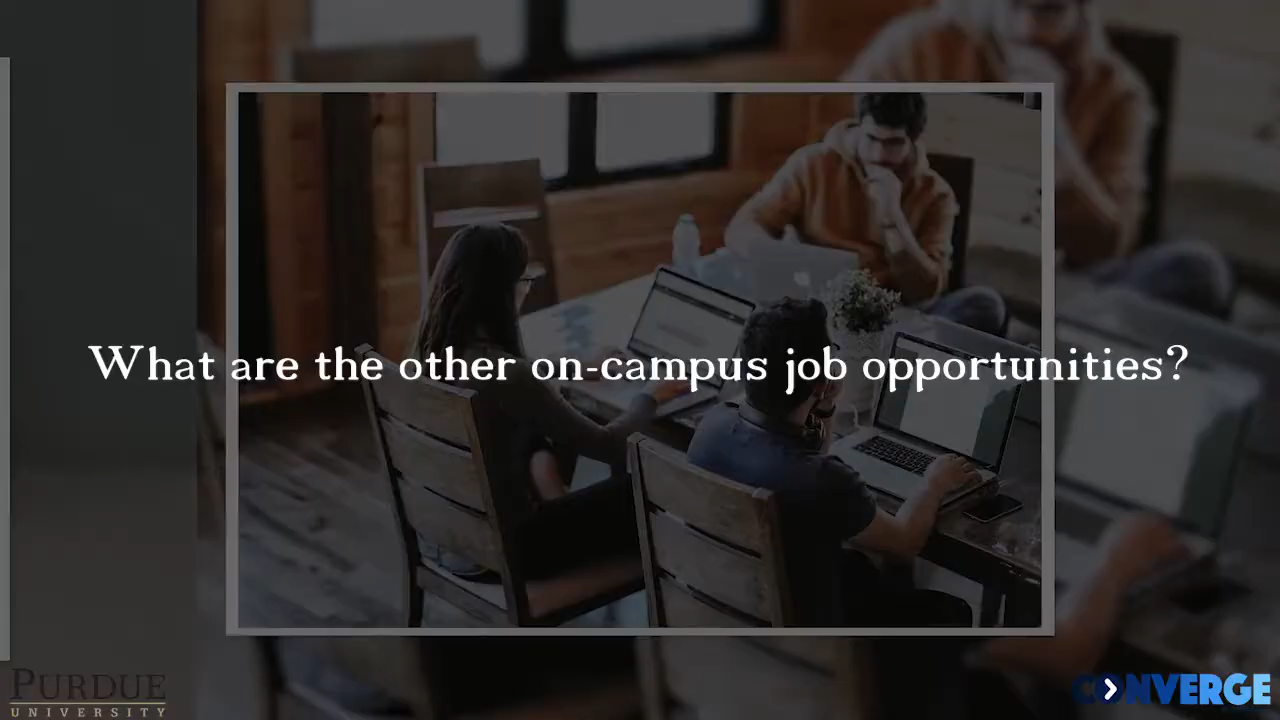 What are the other on-campus job opportunities?
PURDUE
UNIVERSITY
CONVERGE